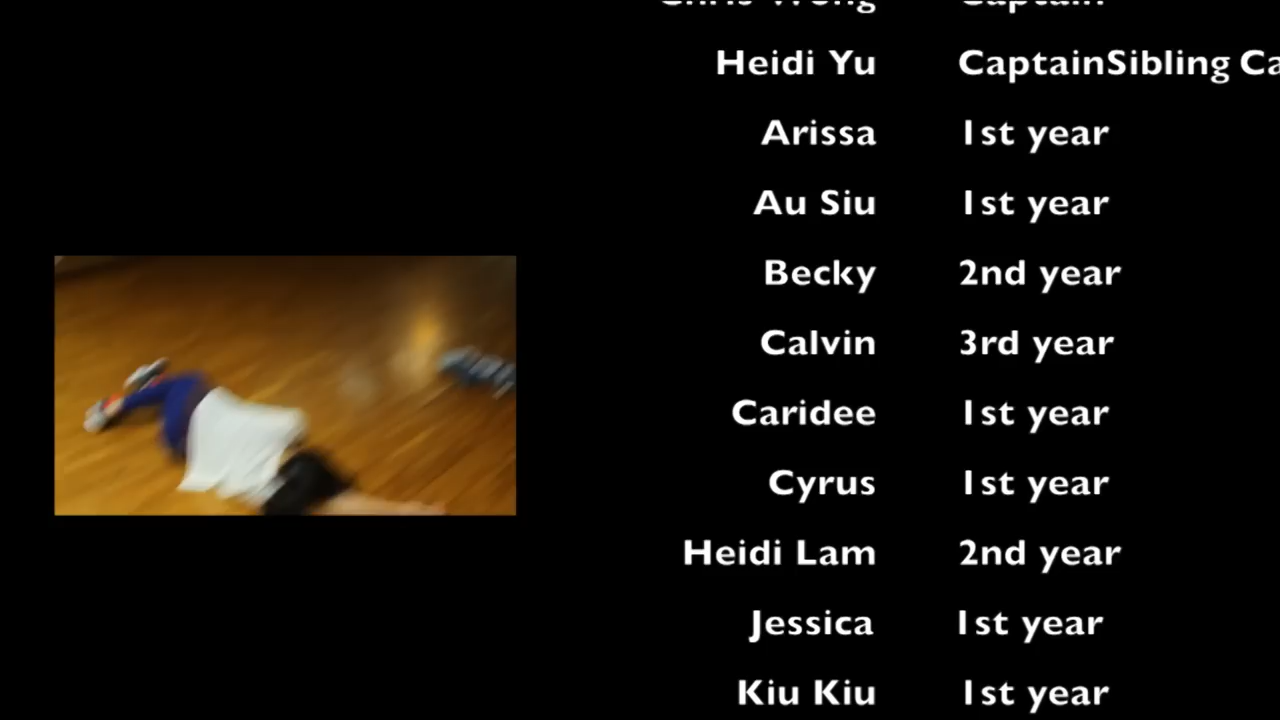 Captain
Heidi Yu CaptainSibling Ca
Arissa 1st year
Au Siu 1st year
Becky 2nd year
Calvin 3rd year
Caridee 1st year
Cyrus 1st year
Heidi Lam 2nd year
Jessica 1st year
Kiu Kiu 1st year